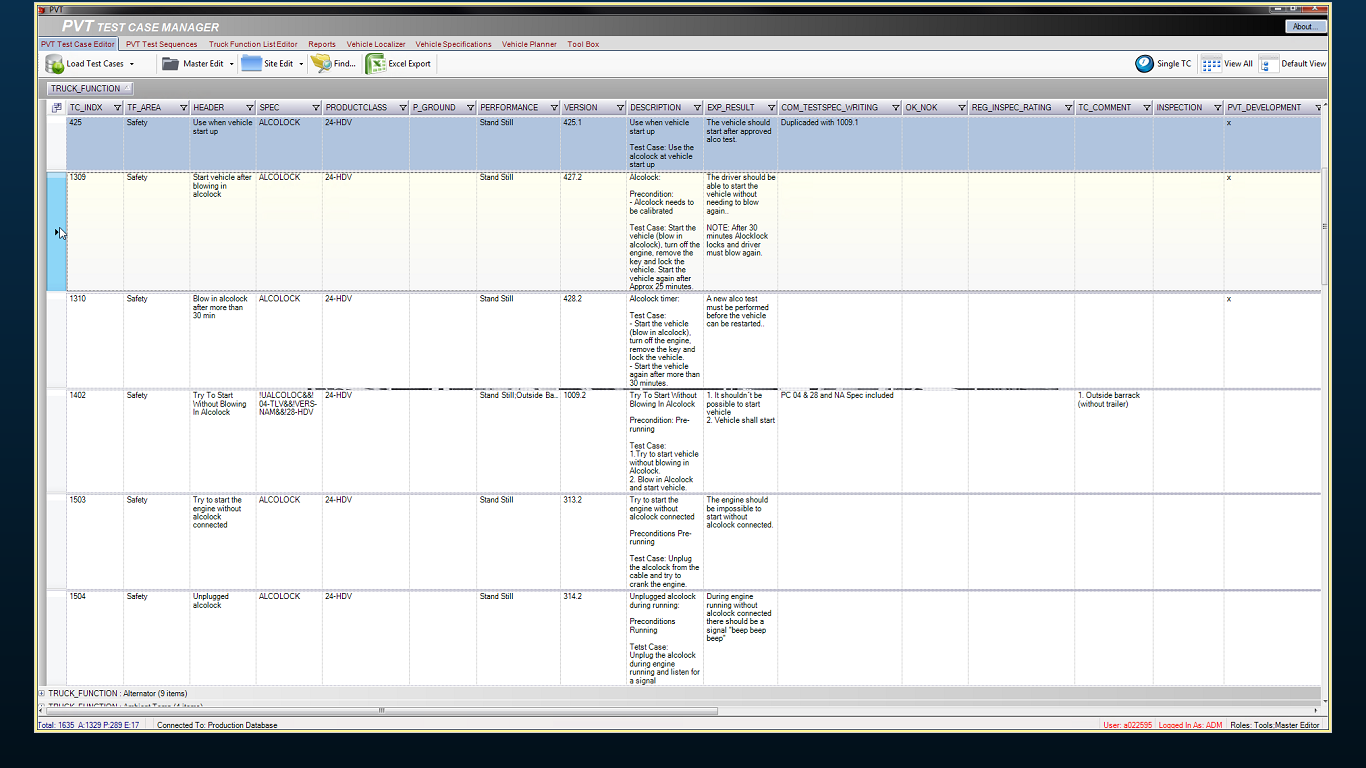 PVT
PVT TEST CASE MANAGER
About...
PVT Test Case Editor PVT Test Sequences Truck Function List Editor Reports Vehicle Localizer Vehicle Specifications Vehicle Planner Tool Box
Load Test Cases Master Edit Site Edit Find... Excel Export Single TC View All Default View
TRUCK_FUNCTION
TC_INDX TF_AREA HEADER SPEC PRODUCTCLASS P_GROUND PERFORMANCE VERSION DESCRIPTION EXP_RESULT COM_TESTSPEC_WRITING OK_NOK REG_INSPEC_RATING TC_COMMENT INSPECTION PVT_DEVELOPMENT
425 Safety Use when vehicle ALCOLOCK 24-HDV Stand Still 425.1 Use when vehicle The vehicle should Duplicaded with 1009.1 x
start up start up start after approved
alco test.
Test Case: Use the
alcolock at vehicle
start up
1309 Safety Start vehicle after ALCOLOCK 24-HDV Stand Still 427.2 Alcolock: The driver should be x
blowing in able to start the
alcolock Precondition: vehicle without
- Alcolock needs to needing to blow
be calibrated again..
Test Case: Start the NOTE: After 30
vehicle (blow in minutes Alocklock
alcolock), turn off the locks and driver
engine, remove the must blow again.
key and lock the
vehicle. Start the
vehicle again after
Approx 25 minutes.
1310 Safety Blow in alcolock ALCOLOCK 24-HDV Stand Still 428.2 Alcolock timer: A new alco test x
after more than must be performed
30 min Test Case: before the vehicle
- Start the vehicle can be restarted..
(blow in alcolock),
turn off the engine,
remove the key and
lock the vehicle.
- Start the vehicle
again after more than
30 minutes.
1402 Safety Try To Start !UALCOLOC&&! 24-HDV Stand Still;Outside Ba... 1009.2 Try To Start Without 1. It shouldn´t be PC 04 & 28 and NA Spec included 1. Outside barrack
Without Blowing 04-TLV&&!VERS- Blowing In Alcolock possible to start (without trailer)
In Alcolock NAM&&!28-HDV vehicle
Precondition: Pre- 2. Vehicle shall start
running
Test Case:
1.Try to start vehicle
without blowing in
Alcolock.
2. Blow in Alcolock
and start vehicle.
1503 Safety Try to start the ALCOLOCK 24-HDV Stand Still 313.2 Try to start the The engine should
engine without engine without be impossible to
alcolock alcolock connected start without
connected alcolock connected.
Preconditions Pre-
running
Test Case: Unplug
the alcolock from the
cable and try to
crank the engine.
1504 Safety Unplugged ALCOLOCK 24-HDV Stand Still 314.2 Unplugged alcolock During engine
alcolock during running: running without
alcolock connected
Preconditions there should be a
Running signal "beep beep
beep"
Tetst Case:
Unplug the alcolock
during engine
running and listen for
a signal
TRUCK_FUNCTION : Alternator (9 items)
TRUCK_FUNCTION : Ambient Temp (4 items)
Total: 1635 A:1329 P:289 E:17 Connected To: Production Database User: a022595 Logged In As: ADM Roles: Tools;Master Editor